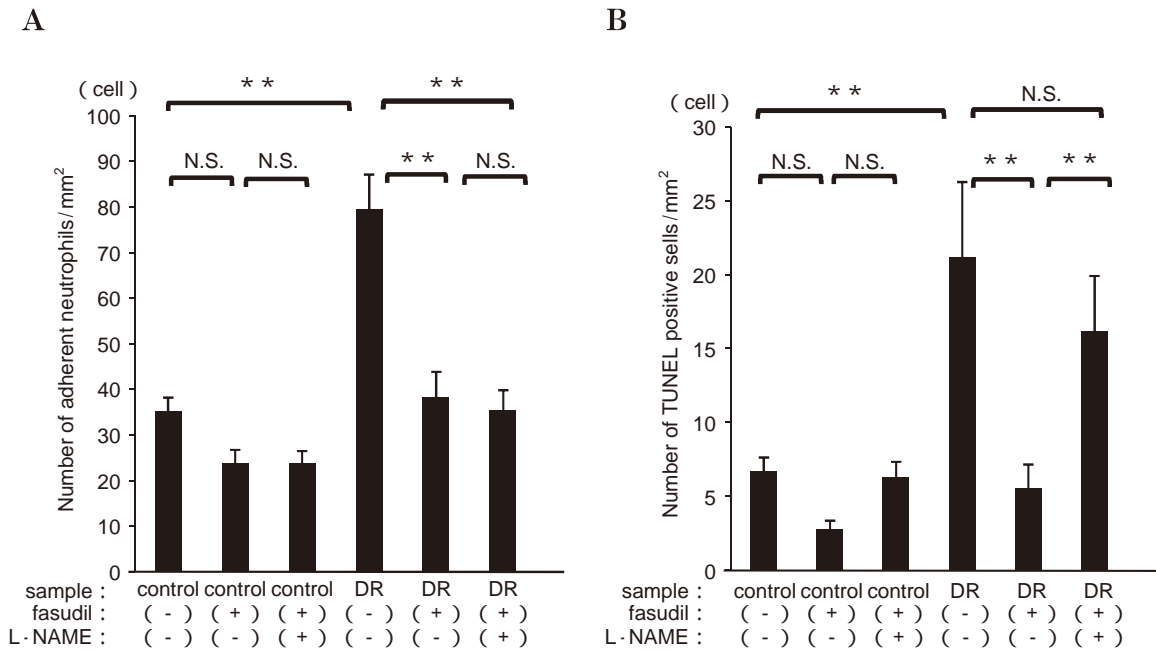 A
( cell )
* *
* *
N.S.
N.S.
* *
N.S.
100
90
80
70
60
50
40
30
20
10
0
Number of adherent neutrophils/mm²
sample : control control control DR DR DR
fasudil : ( - ) ( + ) ( + ) ( - ) ( + ) ( + )
L · NAME : ( - ) ( - ) ( + ) ( - ) ( - ) ( + )
B
( cell )
* *
N.S.
N.S.
N.S.
* *
* *
30
25
20
15
10
5
0
Number of TUNEL positive sells/mm²
sample : control control control DR DR DR
fasudil : ( - ) ( + ) ( + ) ( - ) ( + ) ( + )
L · NAME : ( - ) ( - ) ( + ) ( - ) ( - ) ( + )